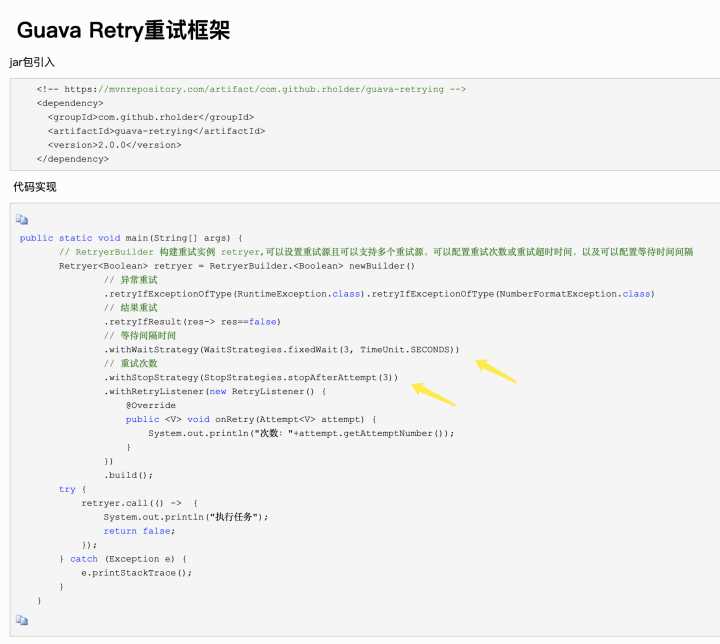 Guava Retry重试框架
jar包引入
<!-- https://mvnrepository.com/artifact/com.github.rholder/guava-retrying -->
<dependency>
<groupId>com.github.rholder</groupId>
<artifactId>guava-retrying</artifactId>
<version>2.0.0</version>
</dependency>
代码实现
public static void main(String[] args) {
// RetryerBuilder 构建重试实例 retryer,可以设置重试源且可以支持多个重试源，可以配置重试次数或重试超时时间，以及可以配置等待时间间隔
Retryer<Boolean> retryer = RetryerBuilder.<Boolean> newBuilder()
// 异常重试
.retryIfExceptionOfType(RuntimeException.class).retryIfExceptionOfType(NumberFormatException.class)
// 结果重试
.retryIfResult(res-> res==false)
// 等待间隔时间
.withWaitStrategy(WaitStrategies.fixedWait(3, TimeUnit.SECONDS))
// 重试次数
.withStopStrategy(StopStrategies.stopAfterAttempt(3))
.withRetryListener(new RetryListener() {
@Override
public <V> void onRetry(Attempt<V> attempt) {
System.out.println("次数: "+attempt.getAttemptNumber());
}
})
.build();
try {
retryer.call(() ->  {
System.out.println("执行任务");
return false;
});
} catch (Exception e) {
e.printStackTrace();
}
}